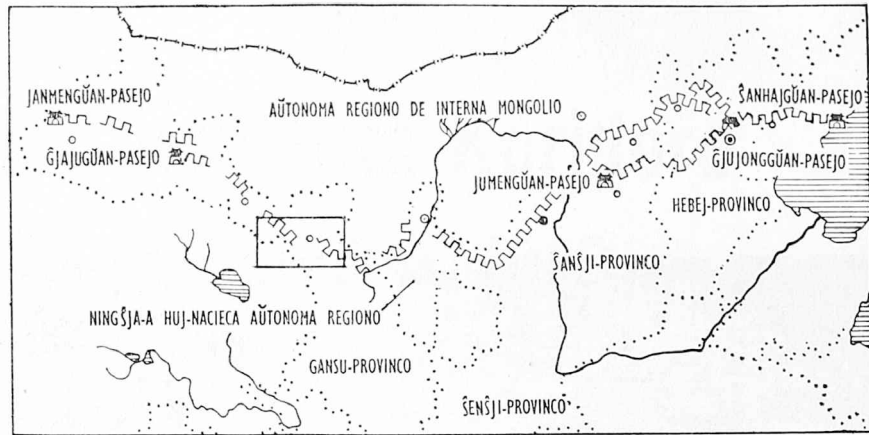 JANMENGŬAN-PASEJO
AŬTONOMA REGIONO DE INTERNA MONGOLIO
ŜANHAJGŬAN-PASEJO
ĜJAJUGŬAN-PASEJO
ĜJUJONGGŬAN-PASEJO
JUMENGŬAN-PASEJO
HEBEJ-PROVINCO
ŜANŜJI-PROVINCO
NINGŜJA-A HUJ-NACIECA AŬTONOMA REGIONO
GANSU-PROVINCO
ŜENŜJI-PROVINCO